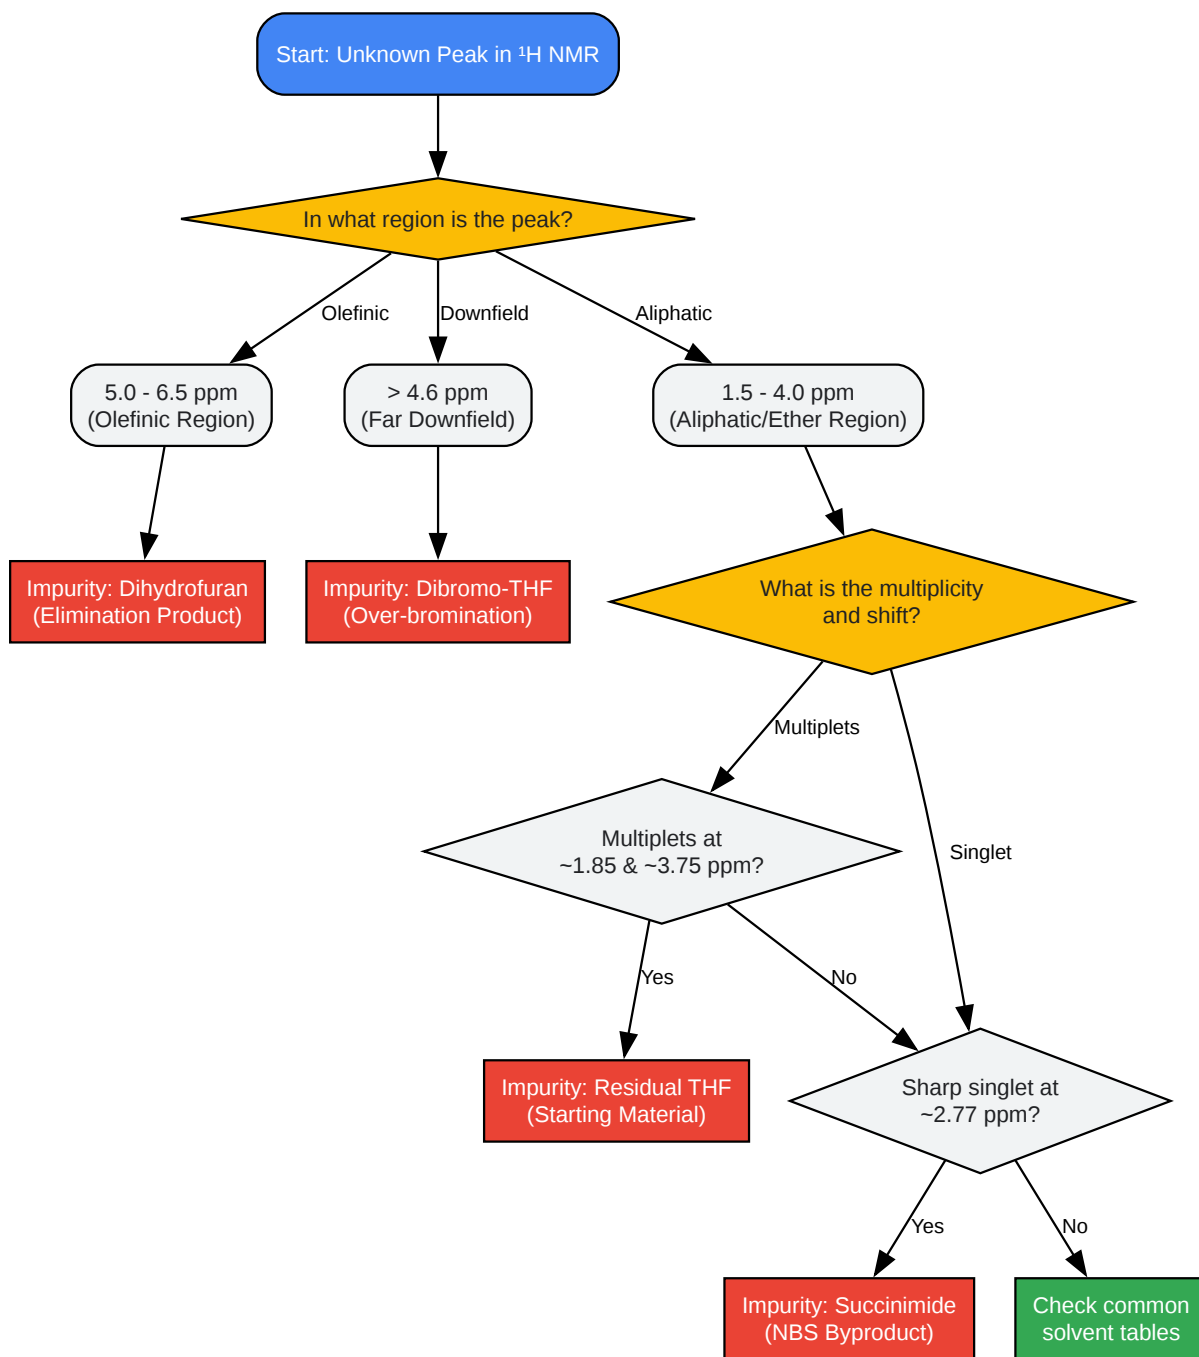 Start: Unknown Peak in ¹H NMR
In what region is the peak?
Olefinic
Downfield
Aliphatic
5.0 - 6.5 ppm
(Olefinic Region)
> 4.6 ppm
(Far Downfield)
1.5 - 4.0 ppm
(Aliphatic/Ether Region)
Impurity: Dihydrofuran
(Elimination Product)
Impurity: Dibromo-THF
(Over-bromination)
What is the multiplicity
and shift?
Multiplets
Singlet
Multiplets at
~1.85 & ~3.75 ppm?
Yes
No
Impurity: Residual THF
(Starting Material)
Sharp singlet at
~2.77 ppm?
Yes
No
Impurity: Succinimide
(NBS Byproduct)
Check common
solvent tables